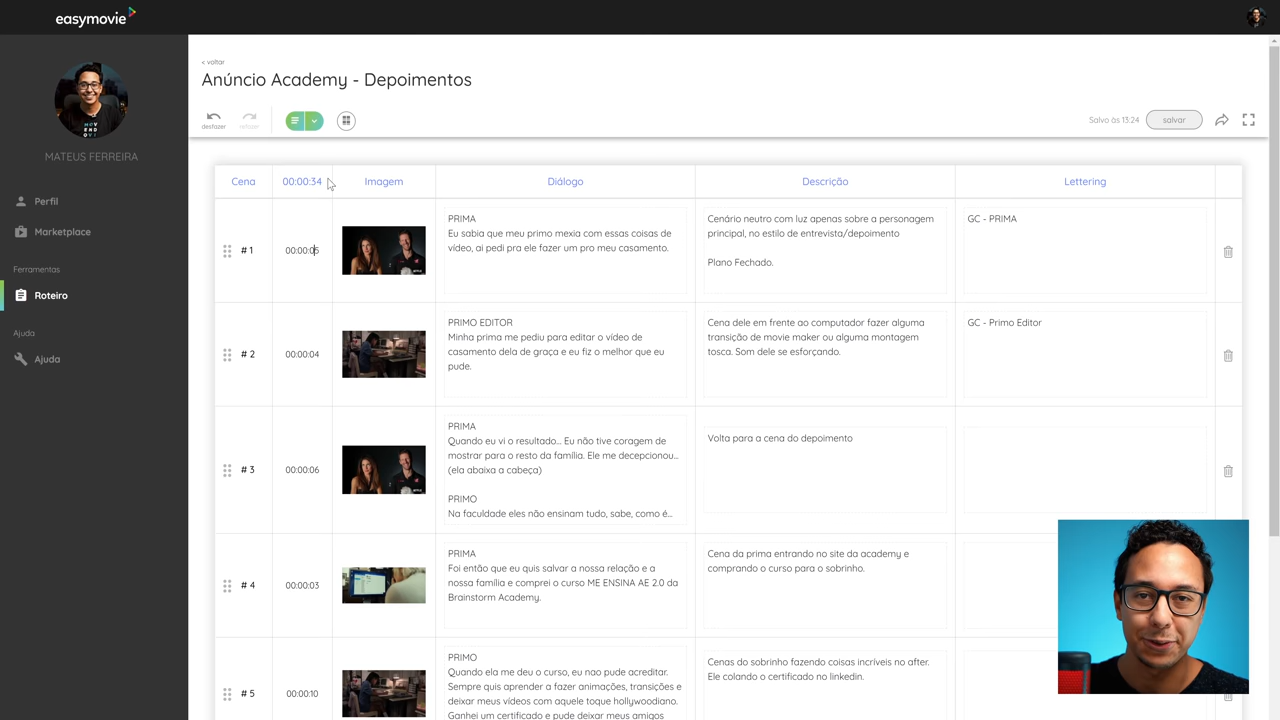 easymovie
MATEUS FERREIRA
Perfil
Marketplace
Ferramentas
Roteiro
Ajuda
Ajuda
< voltar
Anúncio Academy - Depoimentos
desfazer
refazer
Salvo às 13:24
salvar
Cena
00:00:34
Imagem
Diálogo
Descrição
Lettering
# 1
00:00:05
PRIMA
Eu sabia que meu primo mexia com essas coisas de
vídeo, ai pedi pra ele fazer um pro meu casamento.
Cenário neutro com luz apenas sobre a personagem
principal, no estilo de entrevista/depoimento
Plano Fechado.
GC - PRIMA
# 2
00:00:04
PRIMO EDITOR
Minha prima me pediu para editar o vídeo de
casamento dela de graça e eu fiz o melhor que eu
pude.
Cena dele em frente ao computador fazer alguma
transição de movie maker ou alguma montagem
tosca. Som dele se esforçando.
GC - Primo Editor
# 3
00:00:06
PRIMA
Quando eu vi o resultado... Eu não tive coragem de
mostrar para o resto da família. Ele me decepcionou...
(ela abaixa a cabeça)
PRIMO
Na faculdade eles não ensinam tudo, sabe, como é...
Volta para a cena do depoimento
# 4
00:00:03
PRIMA
Foi então que eu quis salvar a nossa relação e a
nossa família e comprei o curso ME ENSINA AE 2.0 da
Brainstorm Academy.
Cena da prima entrando no site da academy e
comprando o curso para o sobrinho.
# 5
00:00:10
PRIMO
Quando ela me deu o curso, eu nao pude acreditar.
Sempre quis aprender a fazer animações, transições e
deixar meus vídeos com aquele toque hollywoodiano.
Ganhei um certificado e pude deixar meus amigos
Cenas do sobrinho fazendo coisas incríveis no after.
Ele colando o certificado no linkedin.